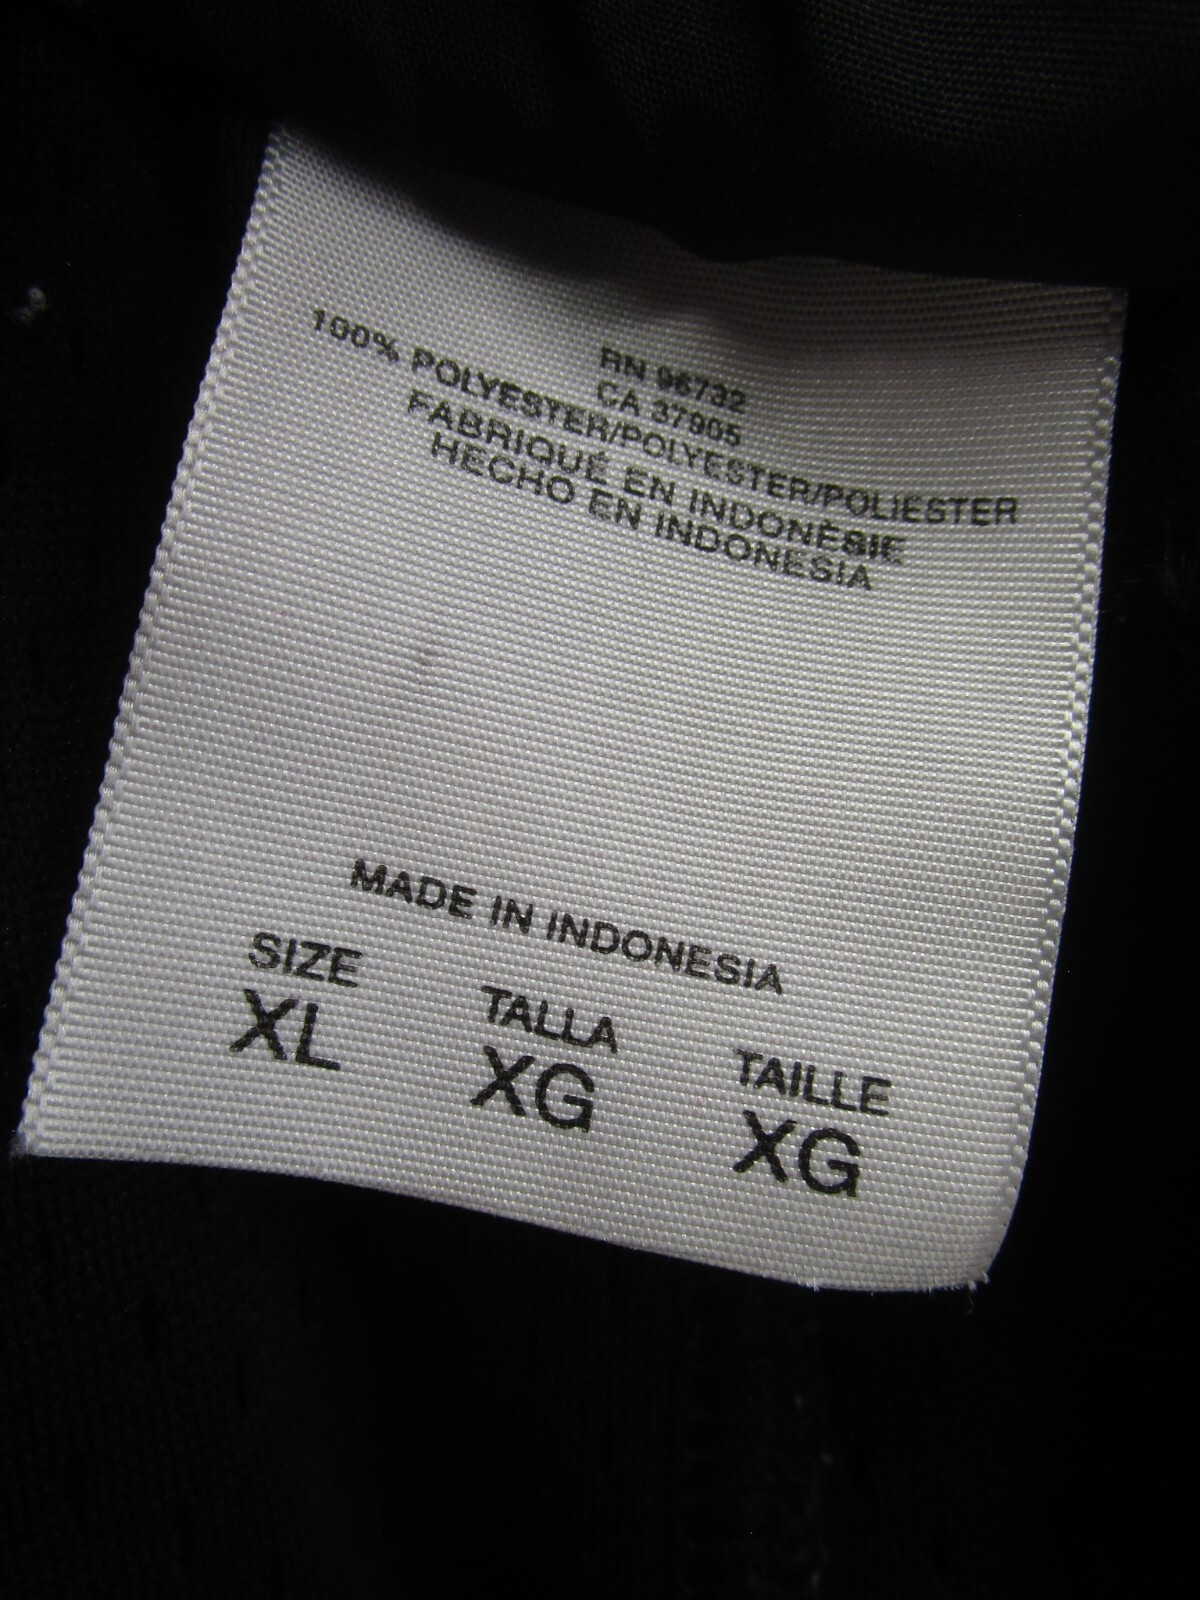 RN 96732
CA 37905
100% POLYESTER/POLYESTER/POLIESTER
FABRIQUÉ EN INDONÉSIE
HECHO EN INDONESIA
MADE IN INDONESIA
SIZE TALLA TAILLE
XL XG XG